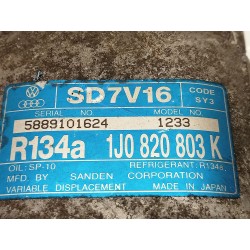 SD7V16
CODE
SY3
SERIAL NO. MODEL NO.
5889101624 1233
R134a 1J0 820 803 K
OIL: SP-10 REFRIGERANT: R134a
MFD. BY SANDEN CORPORATION
VARIABLE DISPLACEMENT MADE IN JAPAN